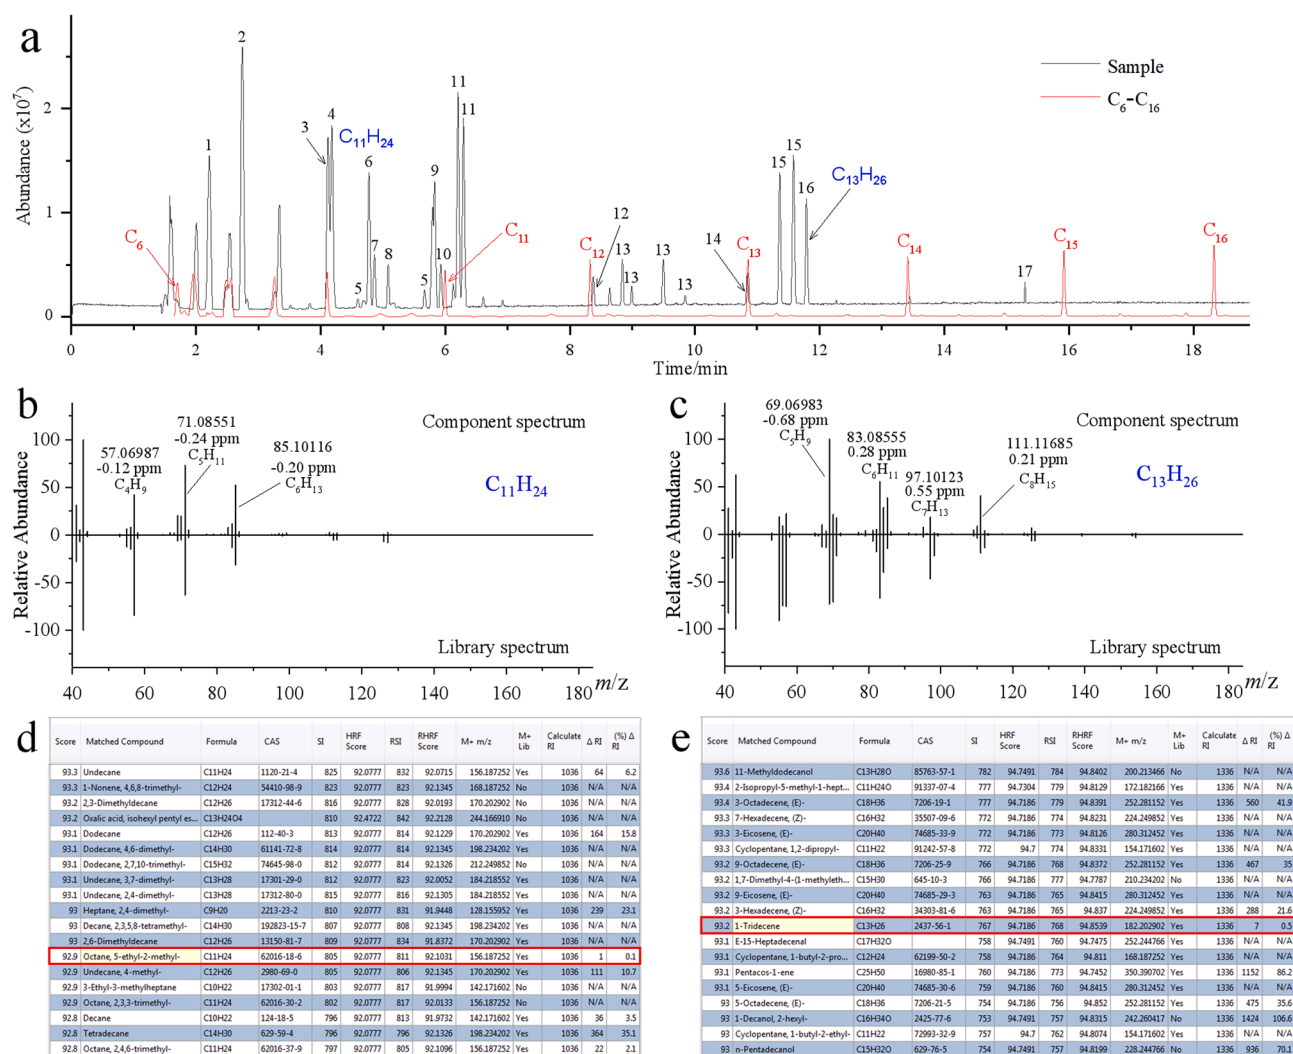 a
Abundance (x10⁷)
2
1
0
0
2
4
6
8
10
12
14
16
18
Time/min
Sample
C₆-C₁₆
C₆
1
2
3
4
C₁₁H₂₄
5
6
7
8
5
9
10
11
11
C₁₁
C₁₂
12
13
13
13
13
14
C₁₃
15
15
16
C₁₃H₂₆
C₁₄
17
C₁₅
C₁₆
b
Relative Abundance
100
50
0
-50
-100
57.06987
-0.12 ppm
C₄H₉
71.08551
-0.24 ppm
C₅H₁₁
85.10116
-0.20 ppm
C₆H₁₃
Component spectrum
C₁₁H₂₄
Library spectrum
40
60
80
100
120
140
160
180
m/z
c
Relative Abundance
100
50
0
-50
-100
69.06983
-0.68 ppm
C₅H₉
83.08555
0.28 ppm
C₆H₁₁
97.10123
0.55 ppm
C₇H₁₃
111.11685
0.21 ppm
C₈H₁₅
Component spectrum
C₁₃H₂₆
Library spectrum
40
60
80
100
120
140
160
180
m/z
d
Score Matched Compound Formula CAS SI HRF Score RSI RHRF Score M+ m/z M+ Lib Calculate RI Δ RI (%) Δ RI
93.3 Undecane C11H24 1120-21-4 825 92.0777 832 92.0715 156.187252 Yes 1036 64 6.2
93.3 1-Nonene, 4,6,8-trimethyl- C12H24 54410-98-9 823 92.0777 823 92.1345 168.187252 No 1036 N/A N/A
93.2 2,3-Dimethyldecane C12H26 17312-44-6 816 92.0777 828 92.0193 170.202902 No 1036 N/A N/A
93.2 Oxalic acid, isohexyl pentyl es... C13H24O4 810 92.4722 842 92.2128 244.166910 No 1036 N/A N/A
93.1 Dodecane C12H26 112-40-3 813 92.0777 814 92.1229 170.202902 Yes 1036 164 15.8
93.1 Dodecane, 4,6-dimethyl- C14H30 61141-72-8 814 92.0777 814 92.1345 198.234202 Yes 1036 N/A N/A
93.1 Dodecane, 2,7,10-trimethyl- C15H32 74645-98-0 812 92.0777 814 92.1326 212.249852 No 1036 N/A N/A
93.1 Undecane, 3,7-dimethyl- C13H28 17301-29-0 812 92.0777 823 92.0052 184.218552 Yes 1036 N/A N/A
93.1 Undecane, 2,4-dimethyl- C13H28 17312-80-0 815 92.0777 816 92.1305 184.218552 Yes 1036 N/A N/A
93 Heptane, 2,4-dimethyl- C9H20 2213-23-2 810 92.0777 831 91.9448 128.155952 Yes 1036 239 23.1
93 Decane, 2,3,5,8-tetramethyl- C14H30 192823-15-7 807 92.0777 807 92.1345 198.234202 Yes 1036 N/A N/A
93 2,6-Dimethyldecane C12H26 13150-81-7 809 92.0777 834 91.8372 170.202902 Yes 1036 N/A N/A
92.9 Octane, 5-ethyl-2-methyl- C11H24 62016-18-6 805 92.0777 811 92.1031 156.187252 Yes 1036 1 0.1
92.9 Undecane, 4-methyl- C12H26 2980-69-0 805 92.0777 806 92.1345 170.202902 Yes 1036 111 10.7
92.9 3-Ethyl-3-methylheptane C10H22 17302-01-1 803 92.0777 817 91.9994 142.171602 No 1036 N/A N/A
92.9 Octane, 2,3,3-trimethyl- C11H24 62016-30-2 802 92.0777 817 92.0133 156.187252 No 1036 N/A N/A
92.8 Decane C10H22 124-18-5 796 92.0777 813 91.9732 142.171602 Yes 1036 36 3.5
92.8 Tetradecane C14H30 629-59-4 796 92.0777 796 92.1326 198.234202 Yes 1036 364 35.1
92.8 Octane, 2,4,6-trimethyl- C11H24 62016-37-9 797 92.0777 805 92.1096 156.187252 Yes 1036 22 2.1
e
Score Matched Compound Formula CAS SI HRF Score RSI RHRF Score M+ m/z M+ Lib Calculate RI Δ RI (%) Δ RI
93.6 11-Methyldodecanol C13H28O 85763-57-1 782 94.7491 784 94.8402 200.213466 No 1336 N/A N/A
93.4 2-Isopropyl-5-methyl-1-hept... C11H24O 91337-07-4 777 94.7304 779 94.8129 172.182166 Yes 1336 N/A N/A
93.4 3-Octadecene, (E)- C18H36 7206-19-1 777 94.7186 779 94.8391 252.281152 Yes 1336 560 41.9
93.3 7-Hexadecene, (Z)- C16H32 35507-09-6 772 94.7186 774 94.8231 224.249852 Yes 1336 N/A N/A
93.3 3-Eicosene, (E)- C20H40 74685-33-9 772 94.7186 773 94.8126 280.312452 Yes 1336 N/A N/A
93.3 Cyclopentane, 1,2-dipropyl- C11H22 91242-57-8 772 94.7 774 94.8331 154.171602 Yes 1336 N/A N/A
93.2 9-Octadecene, (E)- C18H36 7206-25-9 766 94.7186 768 94.8372 252.281152 Yes 1336 467 35
93.2 1,7-Dimethyl-4-(1-methyleth... C15H30 645-10-3 766 94.7186 777 94.7787 210.234202 No 1336 N/A N/A
93.2 9-Eicosene, (E)- C20H40 74685-29-3 763 94.7186 765 94.8415 280.312452 Yes 1336 N/A N/A
93.2 3-Hexadecene, (Z)- C16H32 34303-81-6 763 94.7186 765 94.837 224.249852 Yes 1336 288 21.6
93.2 1-Tridecene C13H26 2437-56-1 767 94.7186 768 94.8539 182.202902 Yes 1336 7 0.5
93.1 E-15-Heptadecenal C17H32O 758 94.7491 760 94.7475 252.244766 Yes 1336 N/A N/A
93.1 Cyclopentane, 1-butyl-2-pro... C12H24 62199-50-2 758 94.7186 764 94.811 168.187252 Yes 1336 N/A N/A
93.1 Pentacos-1-ene C25H50 16980-85-1 760 94.7186 773 94.7452 350.390702 Yes 1336 1152 86.2
93.1 5-Eicosene, (E)- C20H40 74685-30-6 759 94.7186 760 94.8415 280.312452 Yes 1336 N/A N/A
93 5-Octadecene, (E)- C18H36 7206-21-5 754 94.7186 756 94.852 252.281152 Yes 1336 475 35.6
93 1-Decanol, 2-hexyl- C16H34O 2425-77-6 753 94.7491 757 94.8315 242.260417 No 1336 1424 106.6
93 Cyclopentane, 1-butyl-2-ethyl- C11H22 72993-32-9 757 94.7 762 94.8074 154.171602 Yes 1336 N/A N/A
93 n-Pentadecanol C15H32O 629-76-5 754 94.7491 757 94.8199 228.244766 No 1336 936 70.1